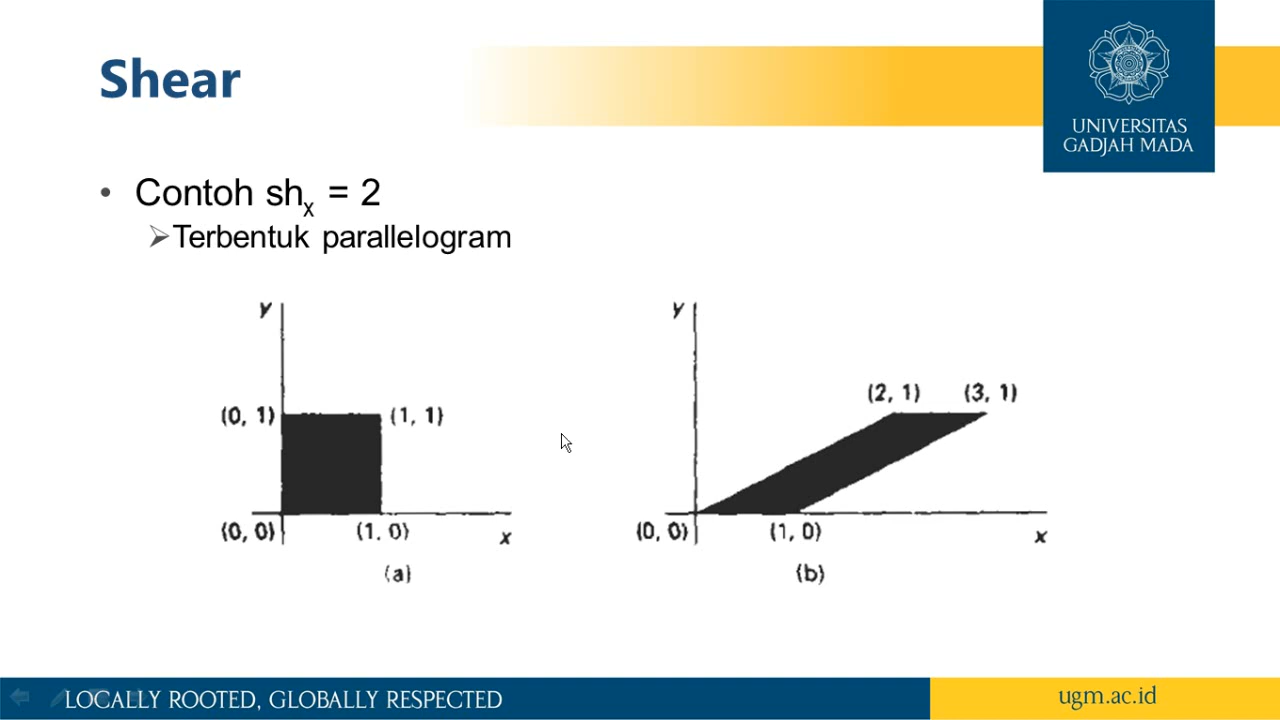 Shear
UNIVERSITAS
GADJAH MADA
• Contoh shx = 2
➢Terbentuk parallelogram
y
(0, 1)
(1, 1)
(0, 0)
(1, 0)
x
(a)
y
(2, 1)
(3, 1)
(0, 0)
(1, 0)
x
(b)
LOCALLY ROOTED, GLOBALLY RESPECTED
ugm.ac.id